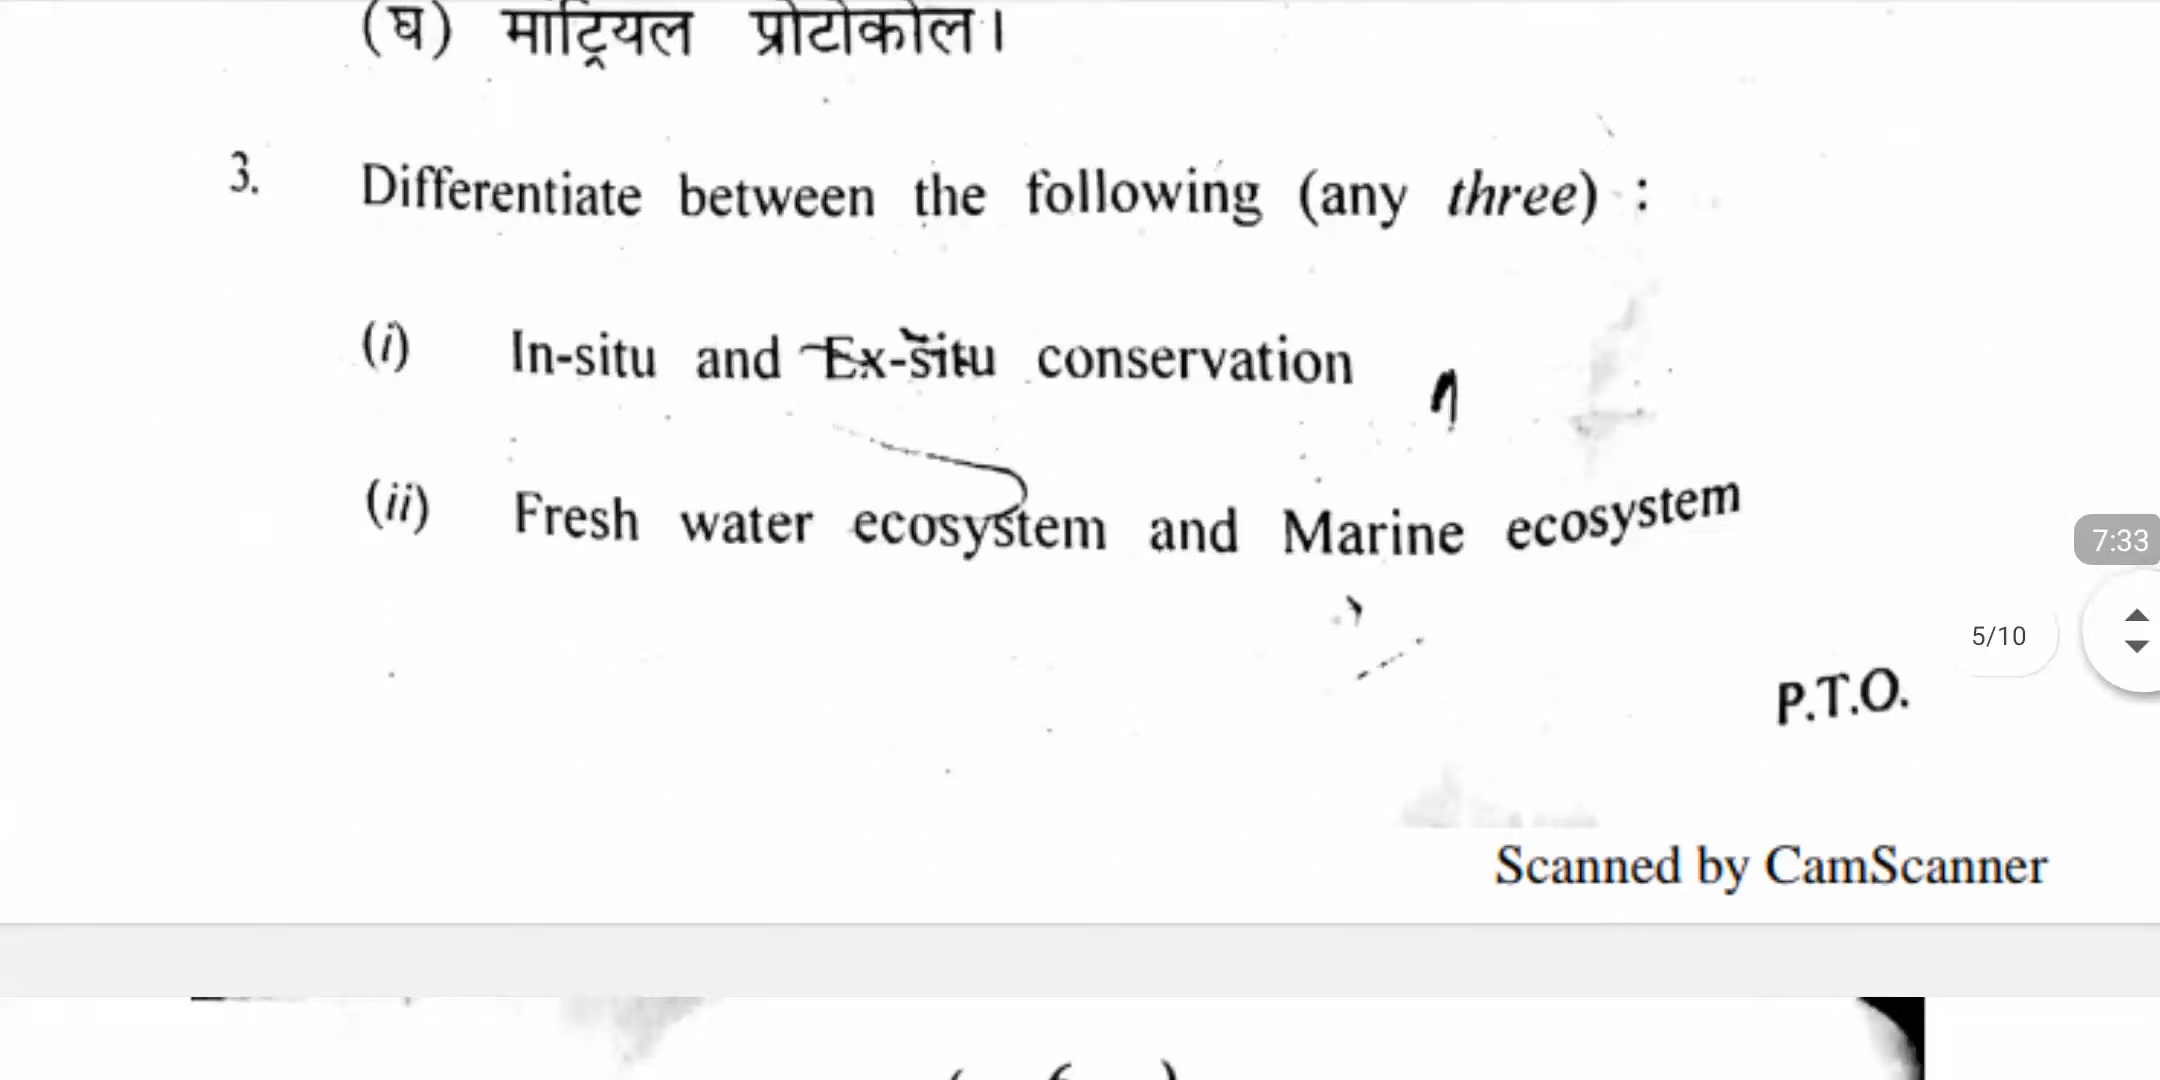 (घ) माट्रियल प्रोटोकोल।
3. Differentiate between the following (any three) :
(i) In-situ and Ex-situ conservation
(ii) Fresh water ecosystem and Marine ecosystem
7:33
5/10
P.T.O.
Scanned by CamScanner